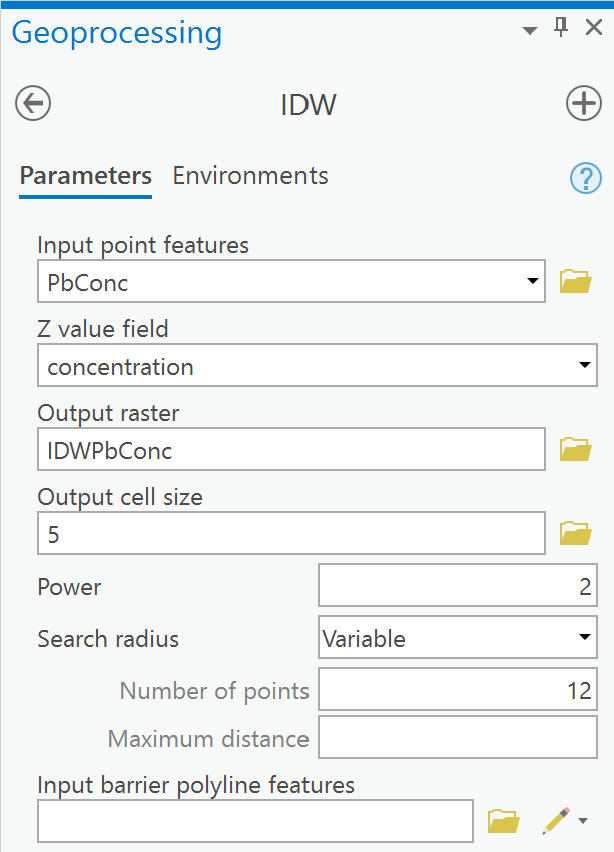 Geoprocessing
IDW
Parameters Environments
?
Input point features
PbConc
Z value field
concentration
Output raster
IDWPbConc
Output cell size
5
Power 2
Search radius Variable
Number of points 12
Maximum distance
Input barrier polyline features